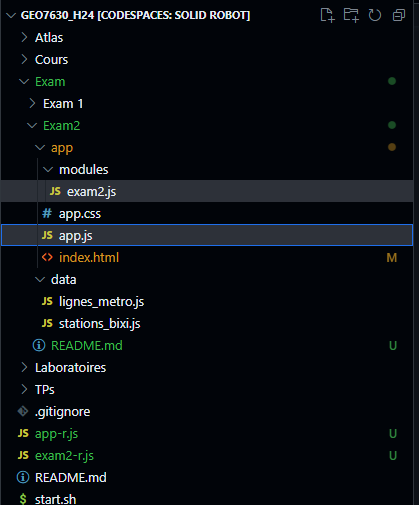 GEO7630_H24 [CODESPACES: SOLID ROBOT]
Atlas
Cours
Exam
Exam 1
Exam2
app
modules
JS exam2.js
# app.css
JS app.js
<> index.html M
data
JS lignes_metro.js
JS stations_bixi.js
README.md U
Laboratoires
TPs
.gitignore
JS app-r.js U
JS exam2-r.js U
README.md
$ start.sh